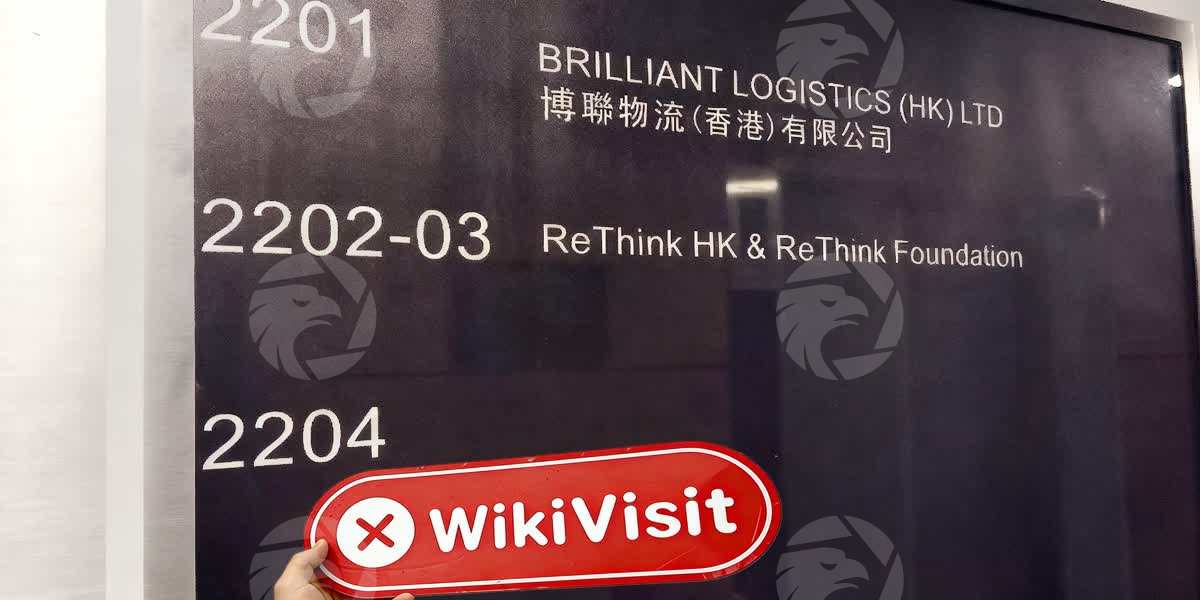 2201
BRILLIANT LOGISTICS (HK) LTD
博聯物流(香港)有限公司
2202-03 ReThink HK & ReThink Foundation
2204
WikiVisit